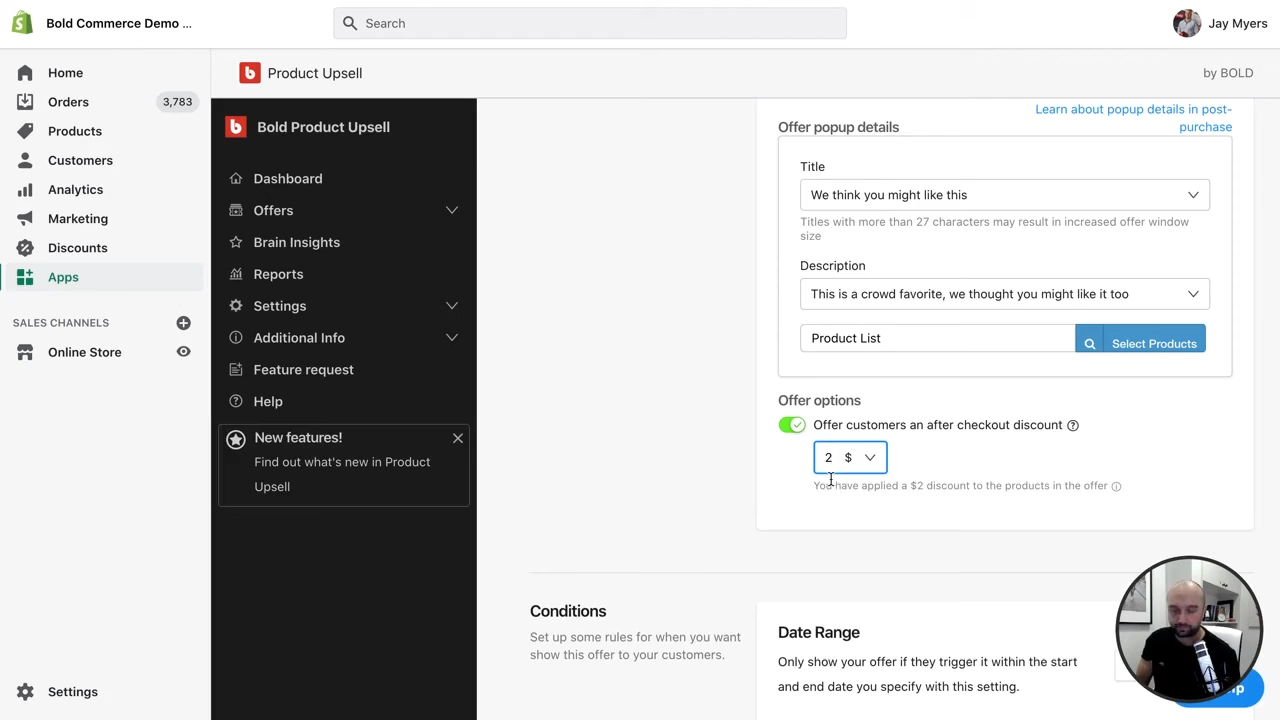 Bold Commerce Demo ...
Search
Jay Myers
Home
Orders
3,783
Products
Customers
Analytics
Marketing
Discounts
Apps
SALES CHANNELS
Online Store
Settings
Product Upsell
by BOLD
Bold Product Upsell
Dashboard
Offers
Brain Insights
Reports
Settings
Additional Info
Feature request
Help
New features!
Find out what's new in Product
Upsell
Learn about popup details in post-
purchase
Offer popup details
Title
We think you might like this
Titles with more than 27 characters may result in increased offer window
size
Description
This is a crowd favorite, we thought you might like it too
Product List
Select Products
Offer options
Offer customers an after checkout discount
2 $
You have applied a $2 discount to the products in the offer
Conditions
Set up some rules for when you want
show this offer to your customers.
Date Range
Only show your offer if they trigger it within the start
and end date you specify with this setting.